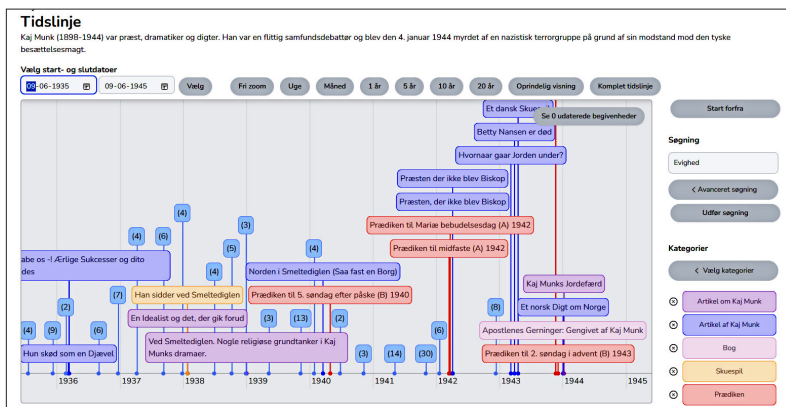 Tidslinje
Kaj Munk (1898-1944) var præst, dramatiker og digter. Han var en flittig samfundsdebattør og blev den 4. januar 1944 myrdet af en nazistisk terrorgruppe på grund af sin modstand mod den tyske
besættelsesmagt.
Vælg start- og slutdatoer
09-06-1935
09-06-1945
Vælg
Fri zoom
Uge
Måned
1 år
5 år
10 år
20 år
Oprindelig visning
Komplet tidslinje
Et dansk Skues
Se 0 udaterede begivenheder
Betty Nansen er død
Hvornaar gaar Jorden under?
Præsten der ikke blev Biskop
Præsten, der ikke blev Biskop
(4)
Prædiken til Mariæ bebudelsesdag (A) 1942
(3)
(4)
(6)
(5)
(4)
Prædiken til midfaste (A) 1942
abe os -! Ærlige Sukcesser og dito
des
(4)
Norden i Smeltediglen (Saa fast en Borg)
Kaj Munks Jordefærd
(7)
Han sidder ved Smeltediglen
Prædiken til 5. søndag efter påske (B) 1940
(2)
(8)
Et norsk Digt om Norge
En Idealist og det, der gik forud
(3)
(13)
(2)
(4)
(9)
(6)
(6)
Apostlenes Gerninger: Gengivet af Kaj Munk
Hun skød som en Djævel
Ved Smeltediglen. Nogle religiøse grundtanker i Kaj
Munks dramaer.
(3)
(14)
(30)
Prædiken til 2. søndag i advent (B) 1943
1936
1937
1938
1939
1940
1941
1942
1943
1944
1945
Start forfra
Søgning
Evighed
< Avanceret søgning
Udfør søgning
Kategorier
< Vælg kategorier
Artikel om Kaj Munk
Artikel af Kaj Munk
Bog
Skuespil
Prædiken